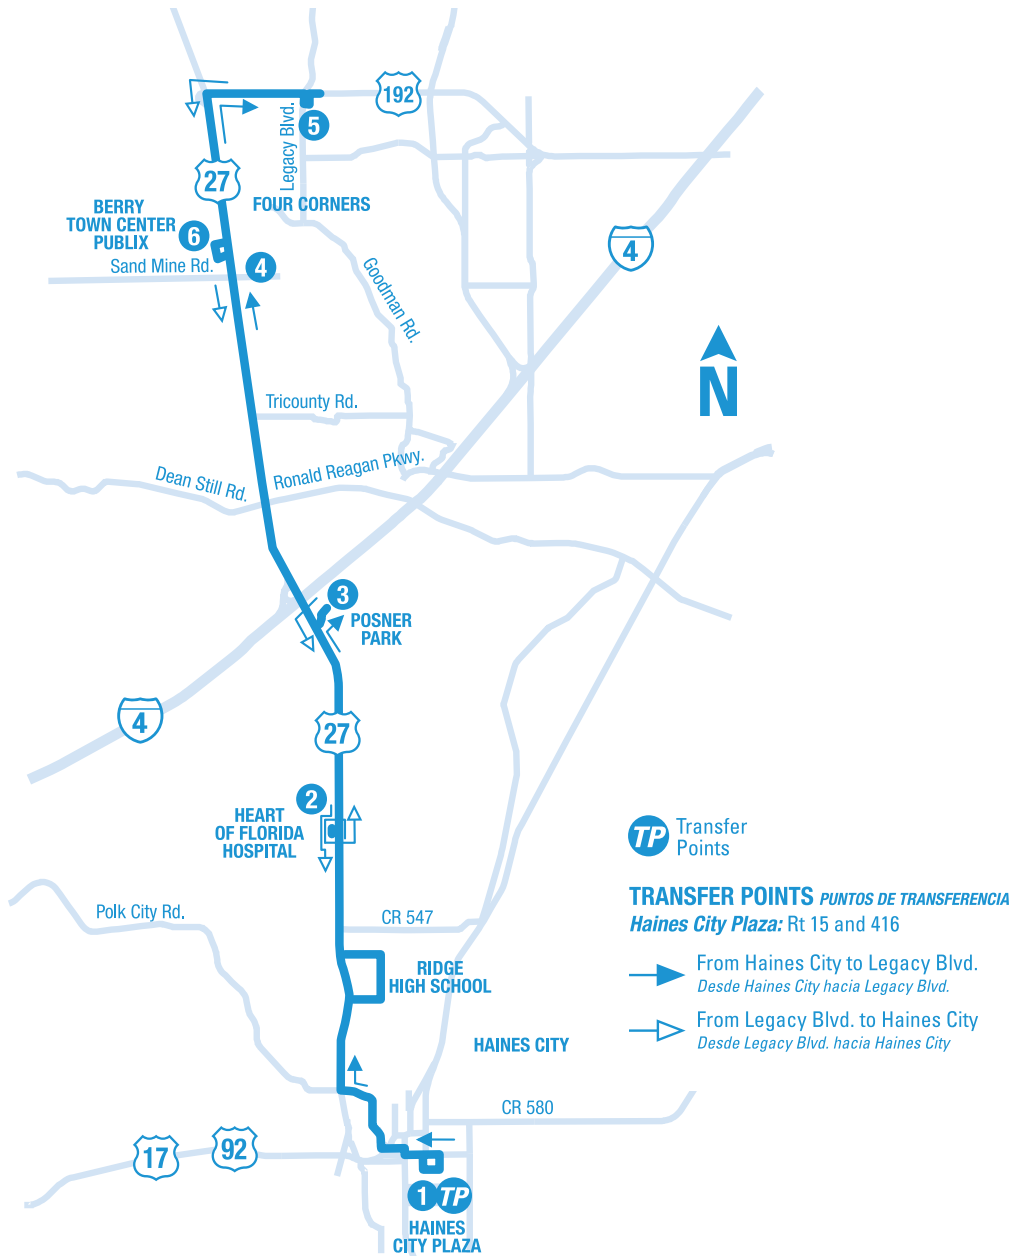 192
Legacy Blvd.
5
27
FOUR CORNERS
BERRY
TOWN CENTER
PUBLIX
6
4
Sand Mine Rd.
4
Goodman Rd.
N
Tricounty Rd.
Dean Still Rd.
Ronald Reagan Pkwy.
3
POSNER
PARK
4
27
2
HEART
OF FLORIDA
HOSPITAL
TP
Transfer
Points
TRANSFER POINTS PUNTOS DE TRANSFERENCIA
Haines City Plaza: Rt 15 and 416
From Haines City to Legacy Blvd.
Desde Haines City hacia Legacy Blvd.
From Legacy Blvd. to Haines City
Desde Legacy Blvd. hacia Haines City
Polk City Rd.
CR 547
RIDGE
HIGH SCHOOL
HAINES CITY
CR 580
17
92
1
TP
HAINES
CITY PLAZA